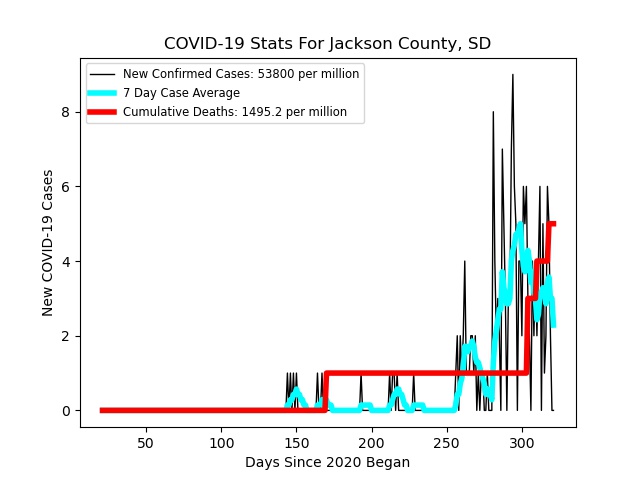 COVID-19 Stats For Jackson County, SD
New Confirmed Cases: 53800 per million
7 Day Case Average
Cumulative Deaths: 1495.2 per million
New COVID-19 Cases
8
6
4
2
0
50 100 150 200 250 300
Days Since 2020 Began